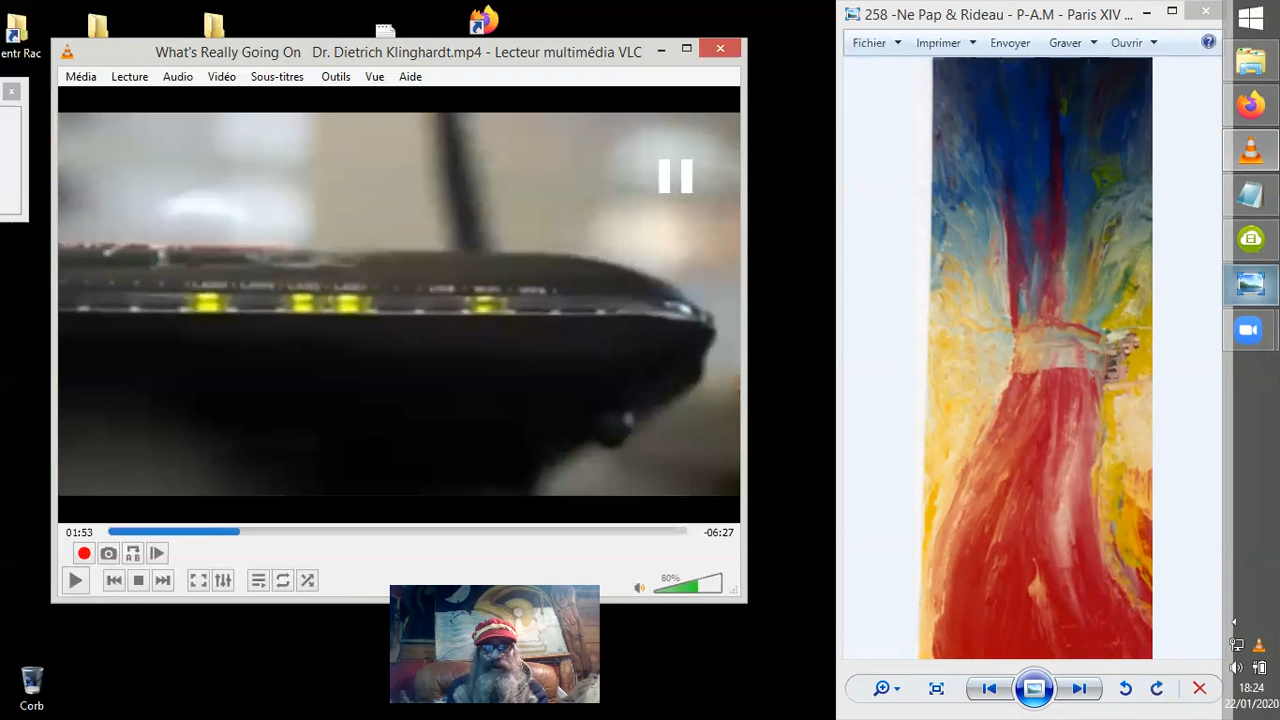 entr Rac
What's Really Going On   Dr. Dietrich Klinghardt.mp4 - Lecteur multimédia VLC
Média Lecture Audio Vidéo Sous-titres Outils Vue Aide
01:53
-06:27
A B
80%
Corb
258 -Ne Pap & Rideau - P-A.M - Paris XIV ...
Fichier Imprimer Envoyer Graver Ouvrir
18:24
22/01/2020